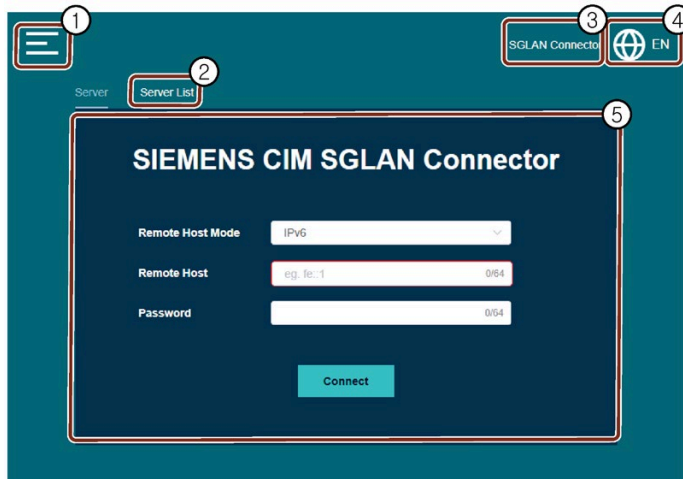 1
3
4
SGLAN Connector
EN
2
Server
Server List
5
SIEMENS CIM SGLAN Connector
Remote Host Mode IPv6
Remote Host eg. fe::1 0/64
Password 0/64
Connect